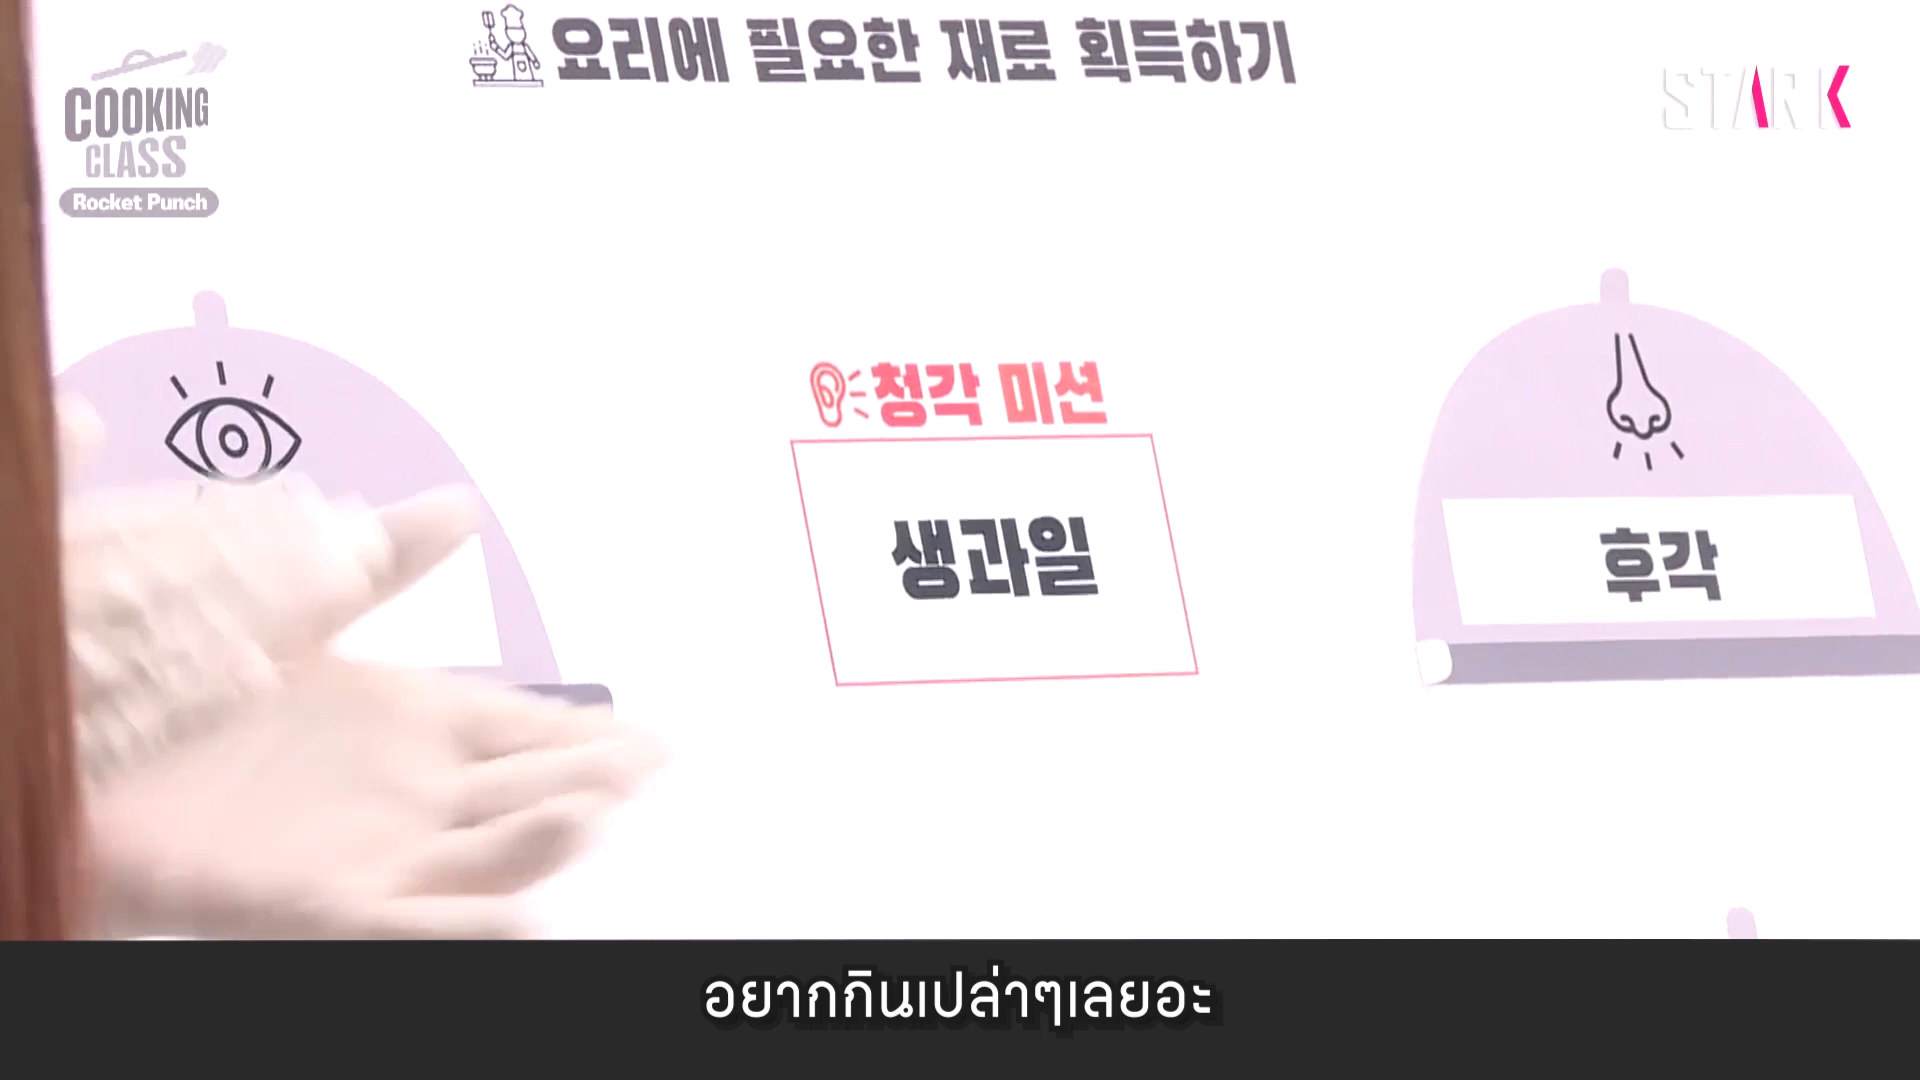 요리에 필요한 재료 획득하기
COOKING
CLASS
Rocket Punch
STAR K
청각 미션
생과일
후각
อยากกินเปล่าๆเลยอะ